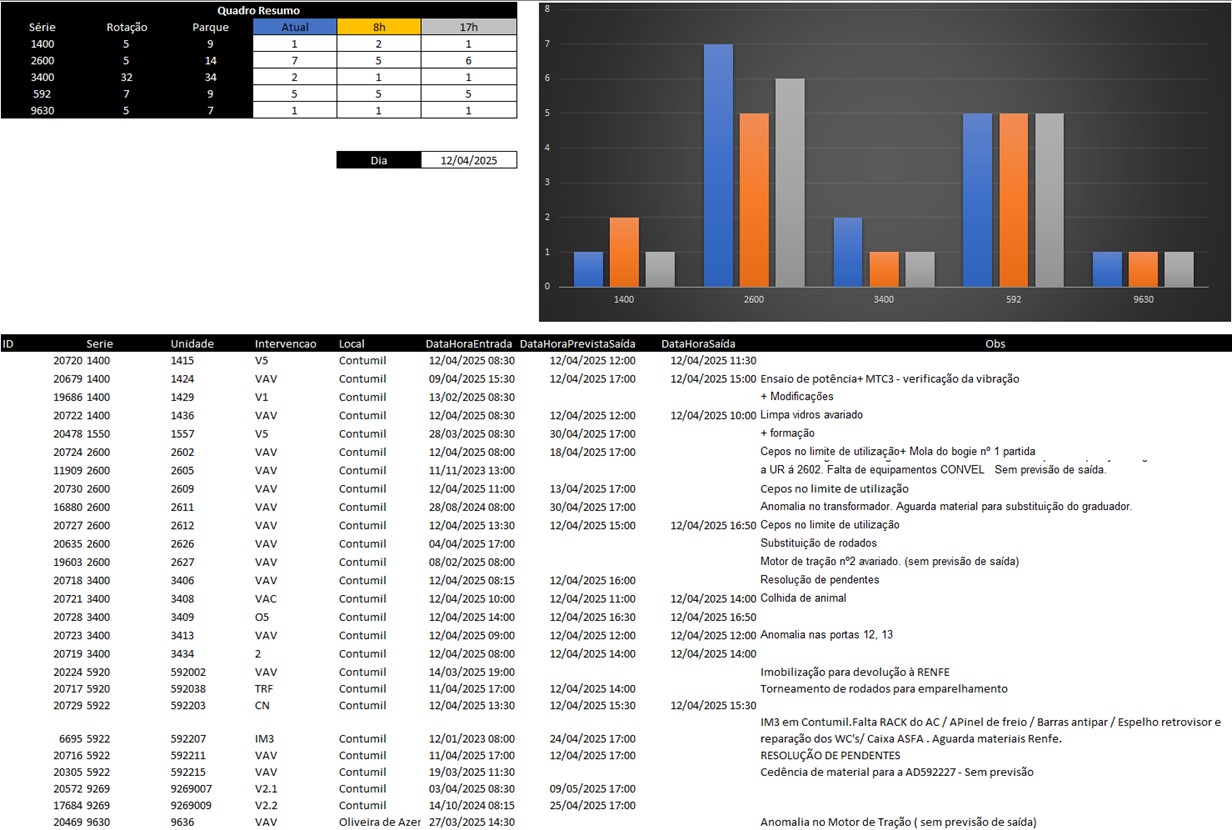 Quadro Resumo
Série Rotação Parque Atual 8h 17h
1400 5 9 1 2 1
2600 5 14 7 5 6
3400 32 34 2 1 1
592 7 9 5 5 5
9630 5 7 1 1 1
Dia 12/04/2025
8
7
6
5
4
3
2
1
0
1400 2600 3400 592 9630
ID Serie Unidade Intervencao Local DataHoraEntrada DataHoraPrevistaSaída DataHoraSaída Obs
20720 1400 1415 V5 Contumil 12/04/2025 08:30 12/04/2025 12:00 12/04/2025 11:30
20679 1400 1424 VAV Contumil 09/04/2025 15:30 12/04/2025 17:00 12/04/2025 15:00 Ensaio de potência+ MTC3 - verificação da vibração
19686 1400 1429 V1 Contumil 13/02/2025 08:30 + Modificações
20722 1400 1436 VAV Contumil 12/04/2025 08:30 12/04/2025 12:00 12/04/2025 10:00 Limpa vidros avariado
20478 1550 1557 V5 Contumil 28/03/2025 08:30 30/04/2025 17:00 + formação
20724 2600 2602 VAV Contumil 12/04/2025 08:00 18/04/2025 17:00 Cepos no limite de utilização+ Mola do bogie nº 1 partida
11909 2600 2605 VAV Contumil 11/11/2023 13:00 a UR á 2602. Falta de equipamentos CONVEL Sem previsão de saída.
20730 2600 2609 VAV Contumil 12/04/2025 11:00 13/04/2025 17:00 Cepos no limite de utilização
16880 2600 2611 VAV Contumil 28/08/2024 08:00 30/04/2025 17:00 Anomalia no transformador. Aguarda material para substituição do graduador.
20727 2600 2612 VAV Contumil 12/04/2025 13:30 12/04/2025 15:00 12/04/2025 16:50 Cepos no limite de utilização
20635 2600 2626 VAV Contumil 04/04/2025 17:00 Substituição de rodados
19603 2600 2627 VAV Contumil 08/02/2025 08:00 Motor de tração nº2 avariado. (sem previsão de saída)
20718 3400 3406 VAV Contumil 12/04/2025 08:15 12/04/2025 16:00 Resolução de pendentes
20721 3400 3408 VAC Contumil 12/04/2025 10:00 12/04/2025 11:00 12/04/2025 14:00 Colhida de animal
20728 3400 3409 O5 Contumil 12/04/2025 14:00 12/04/2025 16:30 12/04/2025 16:50
20723 3400 3413 VAV Contumil 12/04/2025 09:00 12/04/2025 12:00 12/04/2025 12:00 Anomalia nas portas 12, 13
20719 3400 3434 2 Contumil 12/04/2025 08:00 12/04/2025 14:00 12/04/2025 14:00
20224 5920 592002 VAV Contumil 14/03/2025 19:00 Imobilização para devolução à RENFE
20717 5920 592038 TRF Contumil 11/04/2025 17:00 12/04/2025 14:00 Torneamento de rodados para emparelhamento
20729 5922 592203 CN Contumil 12/04/2025 13:30 12/04/2025 15:30 12/04/2025 15:30
IM3 em Contumil.Falta RACK do AC / APinel de freio / Barras antipar / Espelho retrovisor e
6695 5922 592207 IM3 Contumil 12/01/2023 08:00 24/04/2025 17:00 reparação dos WC's/ Caixa ASFA . Aguarda materiais Renfe.
20716 5922 592211 VAV Contumil 11/04/2025 17:00 12/04/2025 17:00 RESOLUÇÃO DE PENDENTES
20305 5922 592215 VAV Contumil 19/03/2025 11:30 Cedência de material para a AD592227 - Sem previsão
20572 9269 9269007 V2.1 Contumil 03/04/2025 08:30 09/05/2025 17:00
17684 9269 9269009 V2.2 Contumil 14/10/2024 08:15 25/04/2025 17:00
20469 9630 9636 VAV Oliveira de Azer 27/03/2025 14:30 Anomalia no Motor de Tração ( sem previsão de saída)